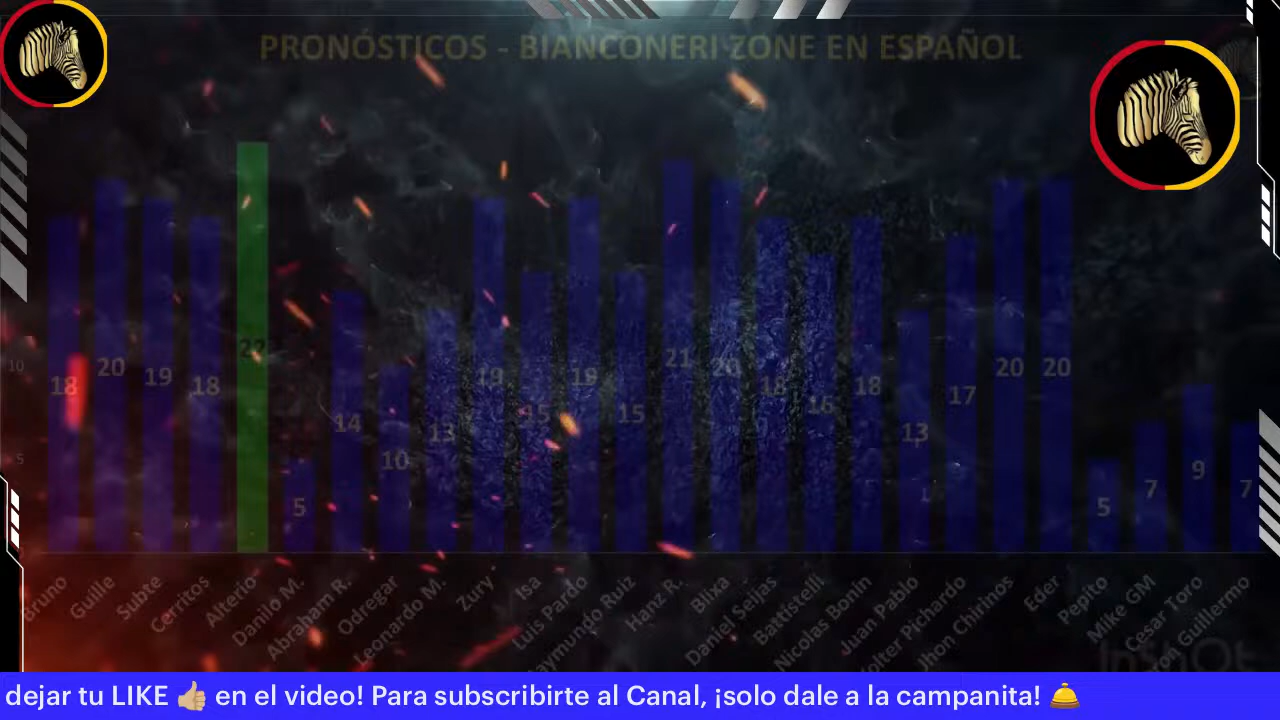 PRONÓSTICOS - BIANCONERI ZONE EN ESPAÑOL
10
5
18
20
19
18
22
5
14
10
13
19
15
19
15
21
20
18
16
18
13
17
20
20
5
7
9
7
Bruno
Guille
Subte
Cerritos
Alterio
Danilo M.
Abraham R.
Odregar
Leonardo M.
Zury
Isa
Luis Pardo
Raymundo Ruiz
Hanz R.
Blixa
Daniel Seijas
Battistelli
Nicolas Bonin
Juan Pablo
Wolter Pichardo
Jhon Chirinos
Eder
Pepito
Mike GM
Cesar Toro
Guillermo
InShOt
dejar tu LIKE 👍🏼 en el video! Para subscribirte al Canal, ¡solo dale a la campanita! 🛎️